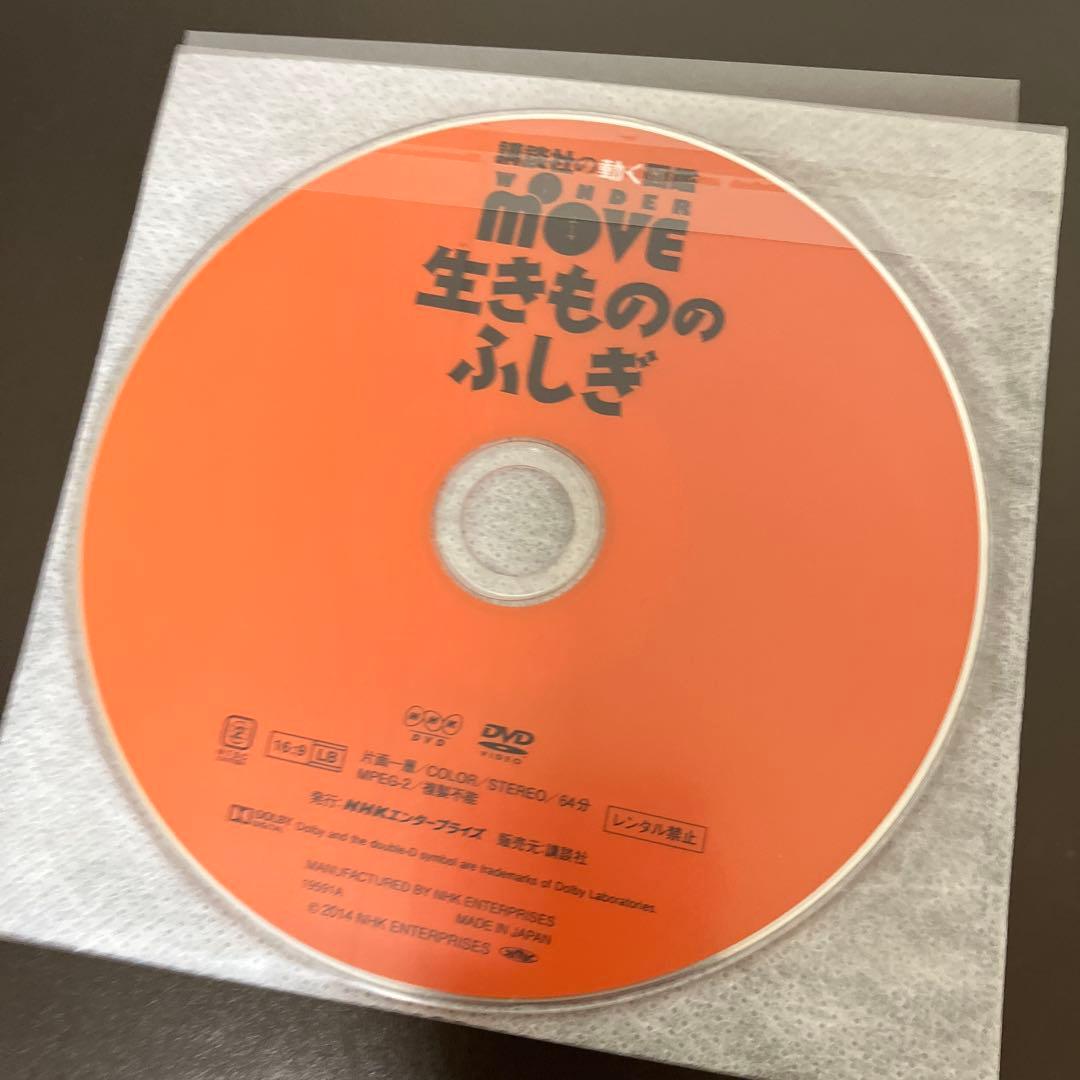 講談社の動く図鑑
WONDER
MOVE
生きものの
ふしぎ
NHK
DVD
DVD
VIDEO
2
16:9 LB
片面一層/COLOR/STEREO/64分
MPEG-2/複製不能
レンタル禁止
発行:NHKエンタープライズ 販売元:講談社
DOLBY
DIGITAL
Dolby and the double-D symbol are trademarks of Dolby Laboratories.
MANUFACTURED BY NHK ENTERPRISES
19591A
MADE IN JAPAN
© 2014 NHK ENTERPRISES